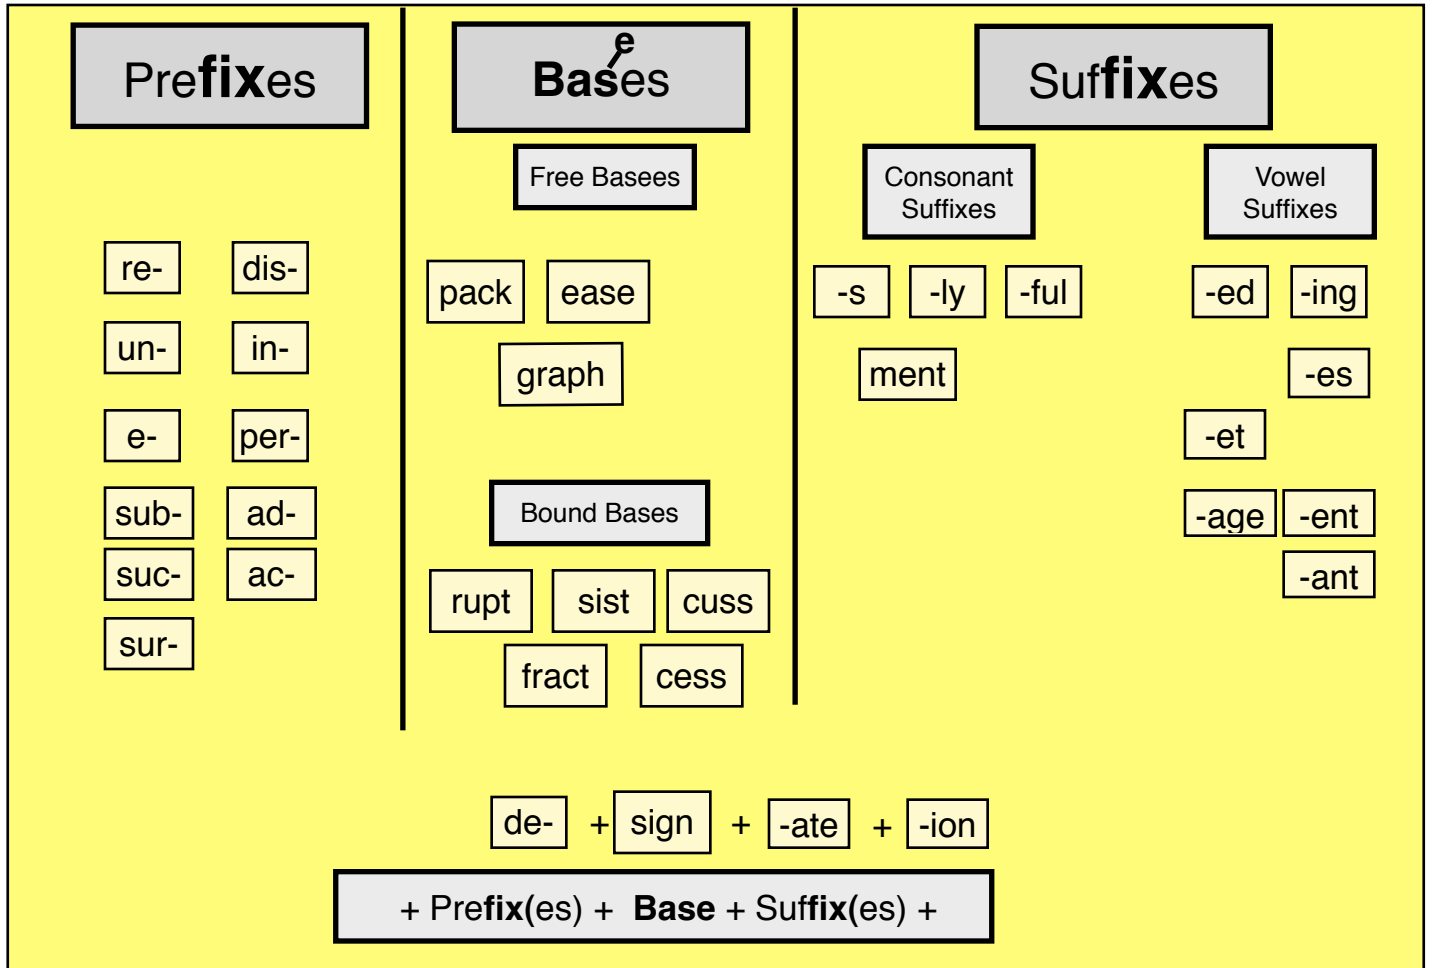 Prefixes
e
Bases
Suffixes
Free Basees
Consonant
Suffixes
Vowel
Suffixes
re- dis-
un- in-
e- per-
sub- ad-
suc- ac-
sur-
pack ease
graph
Bound Bases
rupt sist cuss
fract cess
-s -ly -ful
ment
-ed -ing
-es
-et
-age -ent
-ant
de- + sign + -ate + -ion
+ Prefix(es) + Base + Suffix(es) +